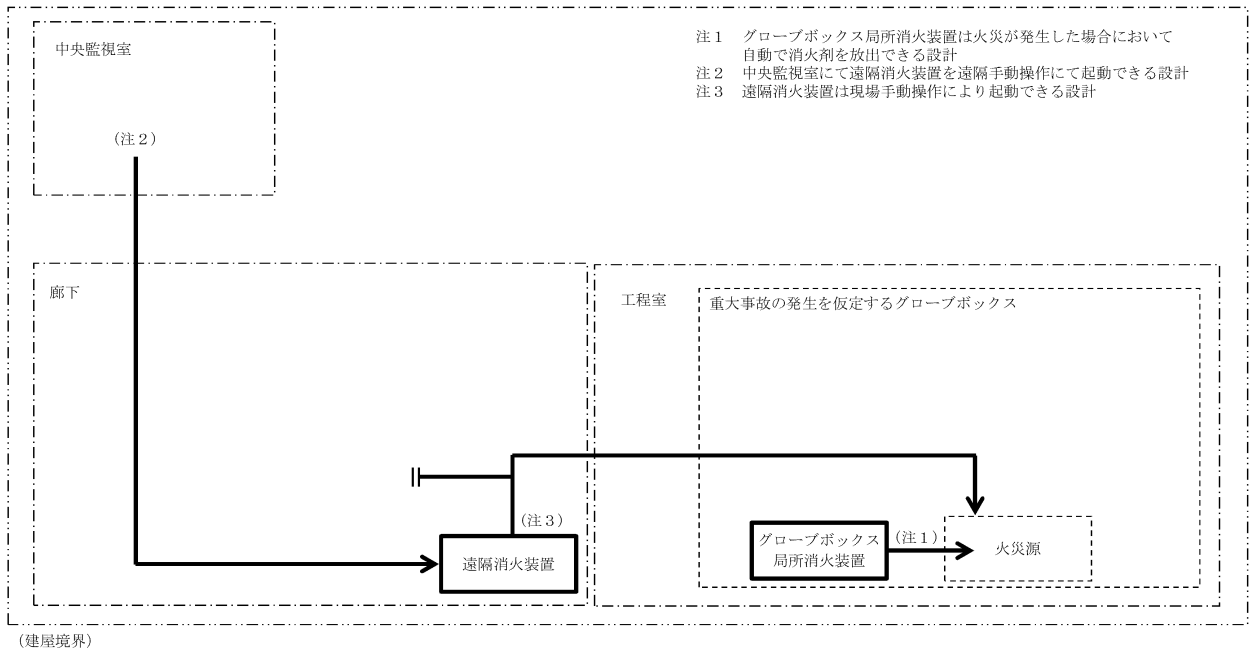 中央監視室
注1 グローブボックス局所消火装置は火災が発生した場合において
自動で消火剤を放出できる設計
注2 中央監視室にて遠隔消火装置を遠隔手動操作にて起動できる設計
注3 遠隔消火装置は現場手動操作により起動できる設計
(注2)
廊下
工程室
重大事故の発生を仮定するグローブボックス
(注3)
遠隔消火装置
グローブボックス
局所消火装置
(注1)
火災源
(建屋境界)